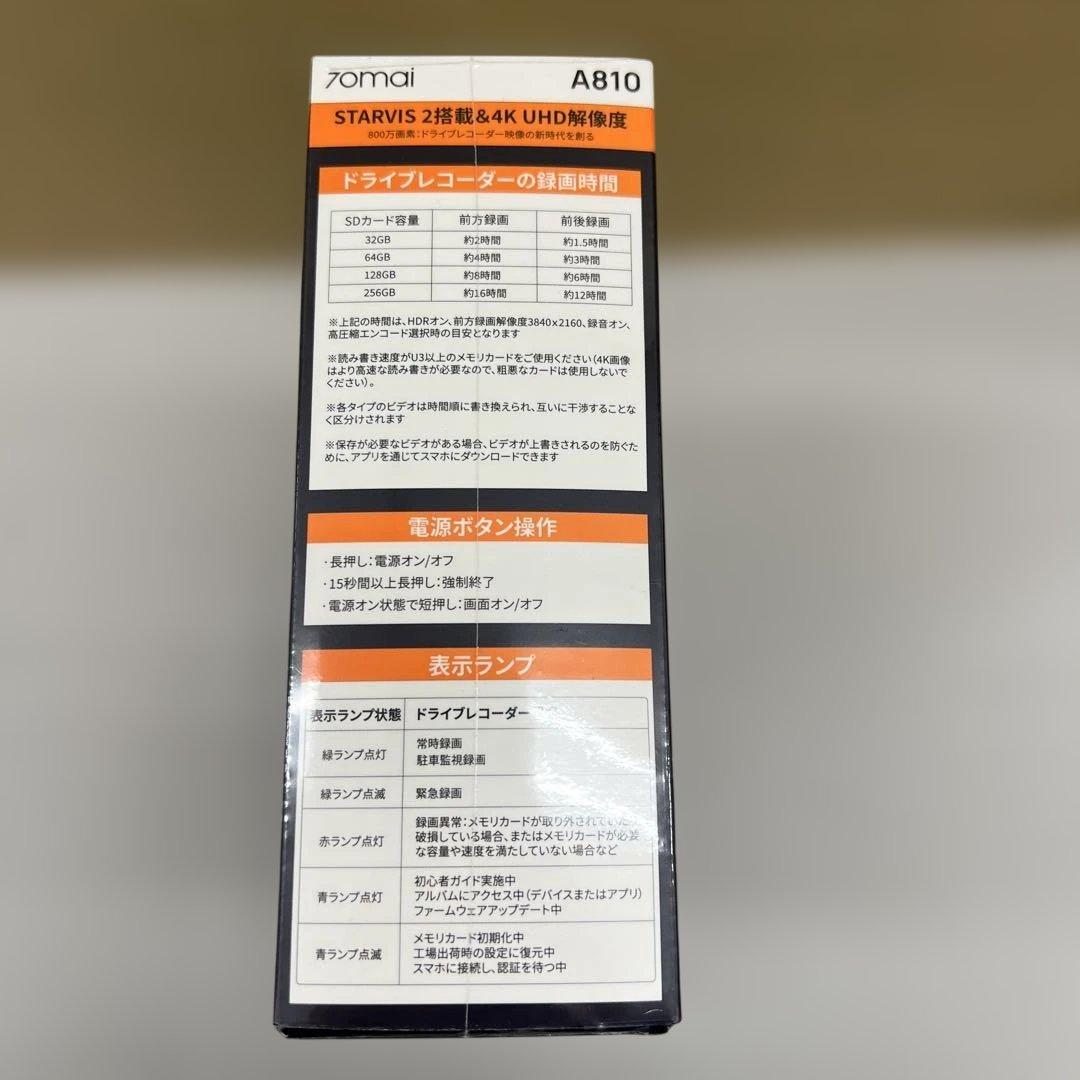 70mai A810
STARVIS 2搭載&4K UHD解像度
800万画素:ドライブレコーダー映像の新時代を創る
ドライブレコーダーの録画時間
SDカード容量 前方録画 前後録画
32GB 約2時間 約1.5時間
64GB 約4時間 約3時間
128GB 約8時間 約6時間
256GB 約16時間 約12時間
※上記の時間は、HDRオン、前方録画解像度3840x2160、録音オン、
高圧縮エンコード選択時の目安となります
※読み書き速度がU3以上のメモリカードをご使用ください(4K画像
はより高速な読み書きが必要なので、粗悪なカードは使用しないで
ください)。
※各タイプのビデオは時間順に書き換えられ、互いに干渉することな
く区分けされます
※保存が必要なビデオがある場合、ビデオが上書きされるのを防ぐた
めに、アプリを通じてスマホにダウンロードできます
電源ボタン操作
・長押し:電源オン/オフ
・15秒間以上長押し:強制終了
・電源オン状態で短押し:画面オン/オフ
表示ランプ
表示ランプ状態 ドライブレコーダー
緑ランプ点灯 常時録画
駐車監視録画
緑ランプ点滅 緊急録画
録画異常:メモリカードが取り外されて
赤ランプ点灯 破損している場合、またはメモリカードが必要
な容量や速度を満たしていない場合など
初心者ガイド実施中
青ランプ点灯 アルバムにアクセス中(デバイスまたはアプリ)
ファームウェアアップデート中
メモリカード初期化中
青ランプ点滅 工場出荷時の設定に復元中
スマホに接続し、認証を待つ中